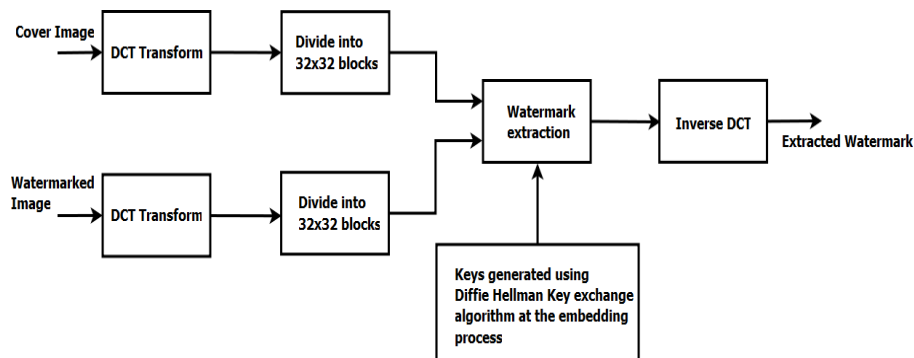 Cover Image
DCT Transform
Divide into
32x32 blocks
Watermark
extraction
Inverse DCT
Extracted Watermark
Watermarked
Image
DCT Transform
Divide into
32x32 blocks
Keys generated using
Diffie Hellman Key exchange
algorithm at the embedding
process